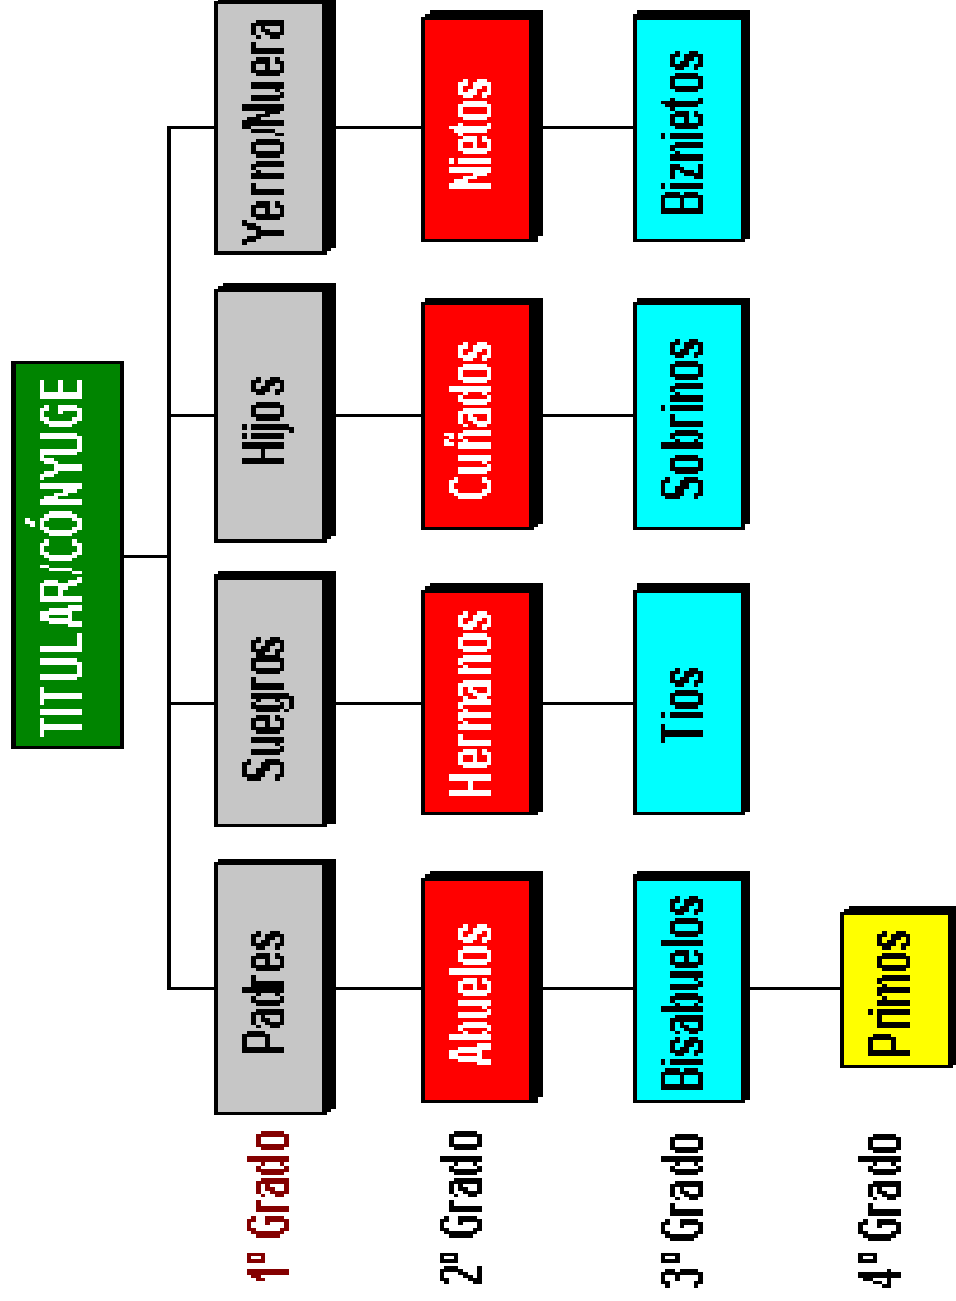 TITULAR/CÓNYUGE
1º Grado
Padres
Suegros
Hijos
Yerno/Nuera
2º Grado
Abuelos
Hermanos
Cuñados
Nietos
3º Grado
Bisabuelos
Tios
Sobrinos
Biznietos
4º Grado
Primos